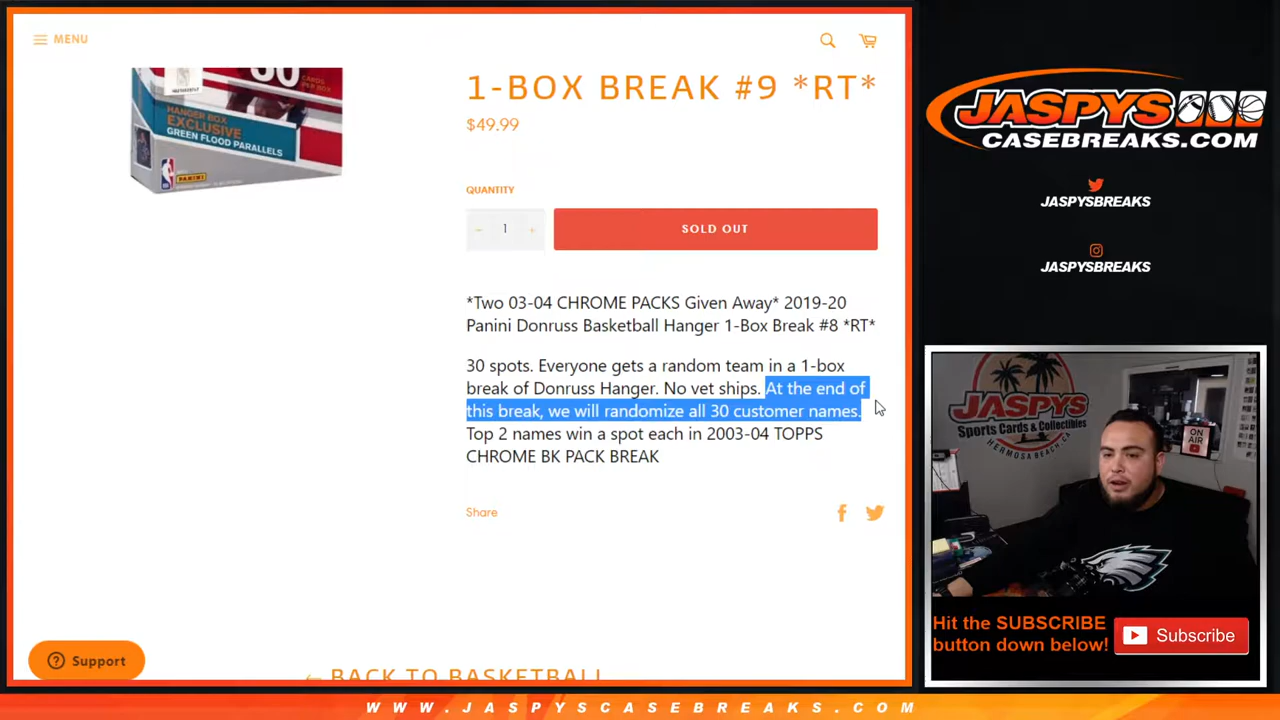 MENU
1-BOX BREAK #9 *RT*
$49.99
CARDS
PER BOX
HANGER BOX
EXCLUSIVE
GREEN FLOOD PARALLELS
PANINI
QUANTITY
− 1 +
SOLD OUT
*Two 03-04 CHROME PACKS Given Away* 2019-20
Panini Donruss Basketball Hanger 1-Box Break #8 *RT*
30 spots. Everyone gets a random team in a 1-box
break of Donruss Hanger. No vet ships. At the end of
this break, we will randomize all 30 customer names.
Top 2 names win a spot each in 2003-04 TOPPS
CHROME BK PACK BREAK
Share
Support
← BACK TO BASKETBALL
JASPYS
CASEBREAKS.COM
JASPYSBREAKS
JASPYSBREAKS
JASPYS
Sports Cards & Collectibles
HERMOSA BEACH, CA
ON
AIR
Hit the SUBSCRIBE
button down below!
Subscribe
WWW.JASPYSCASEBREAKS.COM